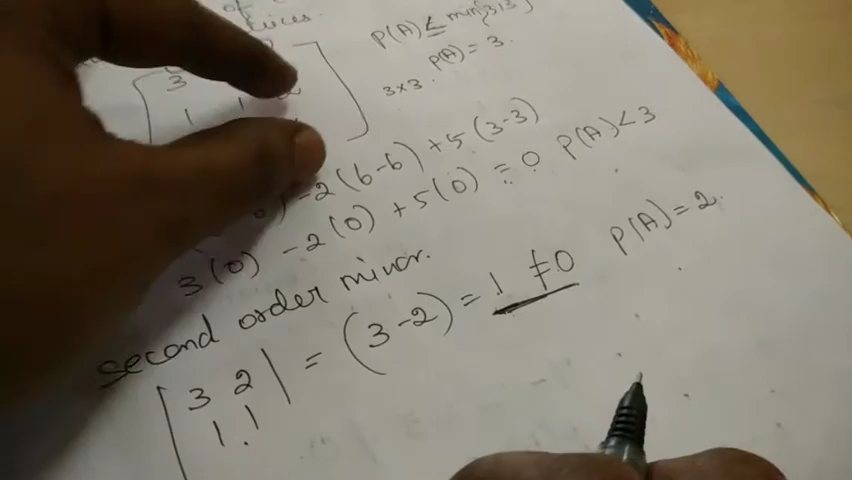 of
P(A) ≤ min{3,3}
P(A) = 3.
3×3.
3
1 1 2
-2(6-6) +5(3-3)
3(0) -2(0) +5(0) = 0 P(A)<3
second order minor.
|3 2| = (3-2) = 1 ≠0 P(A)=2.
1 1